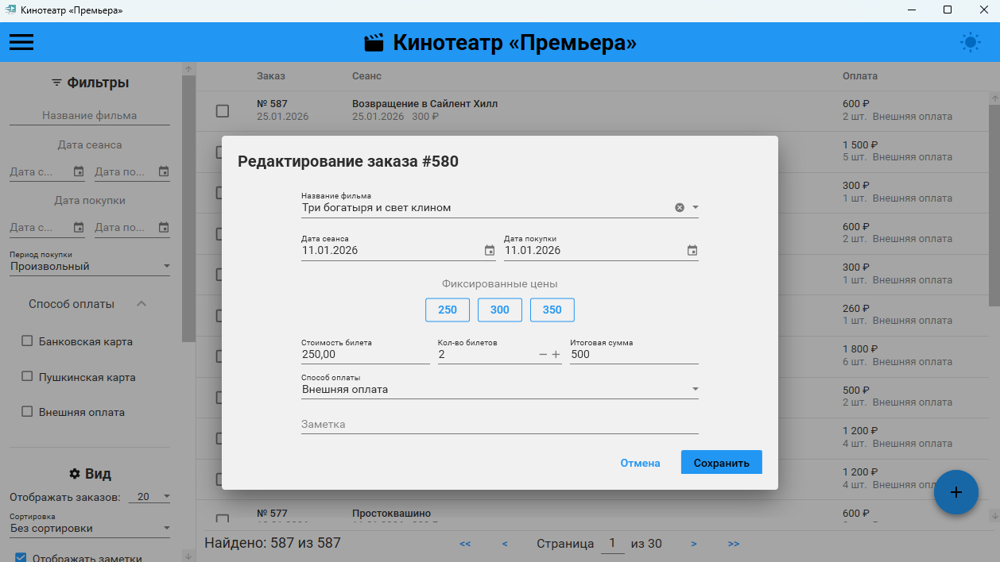 Кинотеатр «Премьера»
Кинотеатр «Премьера»
Фильтры
Название фильма
Дата сеанса
Дата с... Дата по...
Дата покупки
Дата с... Дата по...
Период покупки
Произвольный
Способ оплаты
Банковская карта
Пушкинская карта
Внешняя оплата
Вид
Отображать заказов: 20
Сортировка
Без сортировки
Отображать заметки
Заказ Сеанс Оплата
№ 587 Возвращение в Сайлент Хилл 600 ₽
25.01.2026 25.01.2026 300 ₽ 2 шт. Внешняя оплата
1 500 ₽
5 шт. Внешняя оплата
300 ₽
1 шт. Внешняя оплата
600 ₽
2 шт. Внешняя оплата
300 ₽
1 шт. Внешняя оплата
260 ₽
1 шт. Внешняя оплата
1 800 ₽
6 шт. Внешняя оплата
500 ₽
2 шт. Внешняя оплата
1 200 ₽
4 шт. Внешняя оплата
1 200 ₽
4 шт. Внешняя
№ 577 Простоквашино 600 ₽
Редактирование заказа #580
Название фильма
Три богатыря и свет клином
Дата сеанса Дата покупки
11.01.2026 11.01.2026
Фиксированные цены
250 300 350
Стоимость билета Кол-во билетов Итоговая сумма
250,00 2 − + 500
Способ оплаты
Внешняя оплата
Заметка
Отмена Сохранить
+
Найдено: 587 из 587 << < Страница 1 из 30 > >>